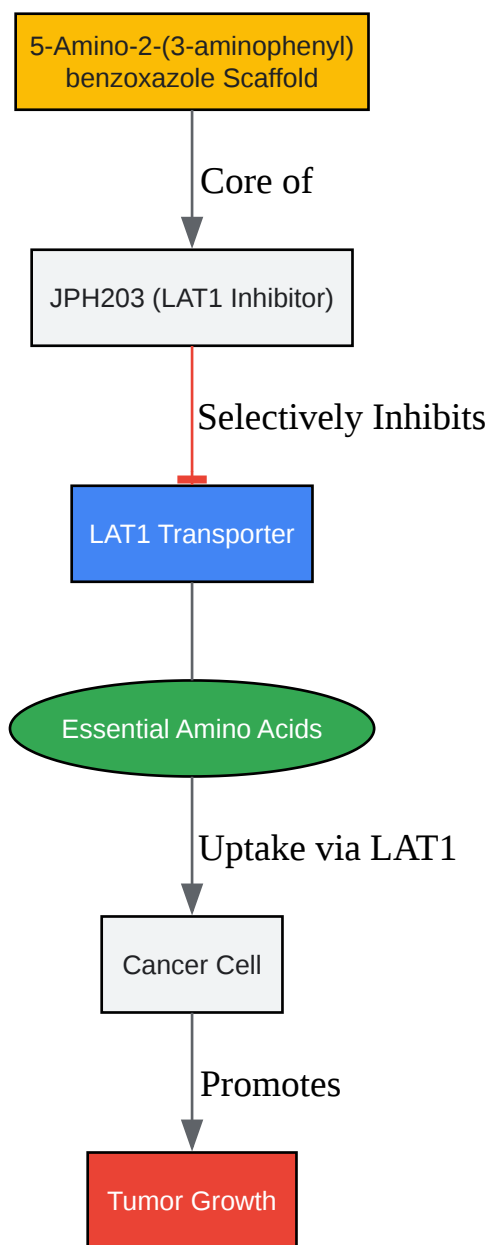 5-Amino-2-(3-aminophenyl)
benzoxazole Scaffold
Core of
JPH203 (LAT1 Inhibitor)
Selectively Inhibits
LAT1 Transporter
Essential Amino Acids
Uptake via LAT1
Cancer Cell
Promotes
Tumor Growth